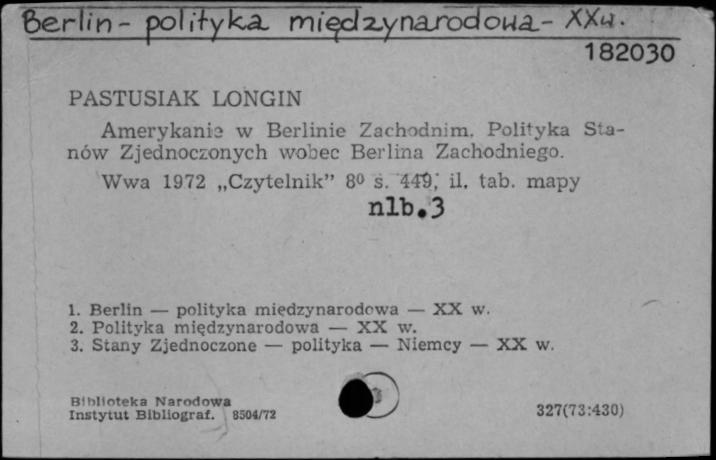 Berlin - polityka międzynarodowa - XX w.
182030
PASTUSIAK LONGIN
Amerykanie w Berlinie Zachodnim. Polityka Sta-
nów Zjednoczonych wobec Berlina Zachodniego.
Wwa 1972 „Czytelnik” 8⁰ s. 449, il. tab. mapy
nlb.3
1. Berlin — polityka międzynarodowa — XX w.
2. Polityka międzynarodowa — XX w.
3. Stany Zjednoczone — polityka — Niemcy — XX w.
Biblioteka Narodowa
Instytut Bibliograf. 8504/72
327(73:430)